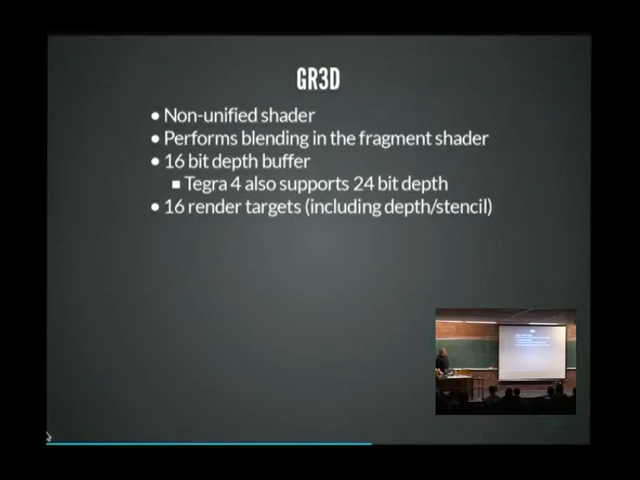 GR3D
• Non-unified shader
• Performs blending in the fragment shader
• 16 bit depth buffer
▪ Tegra 4 also supports 24 bit depth
• 16 render targets (including depth/stencil)